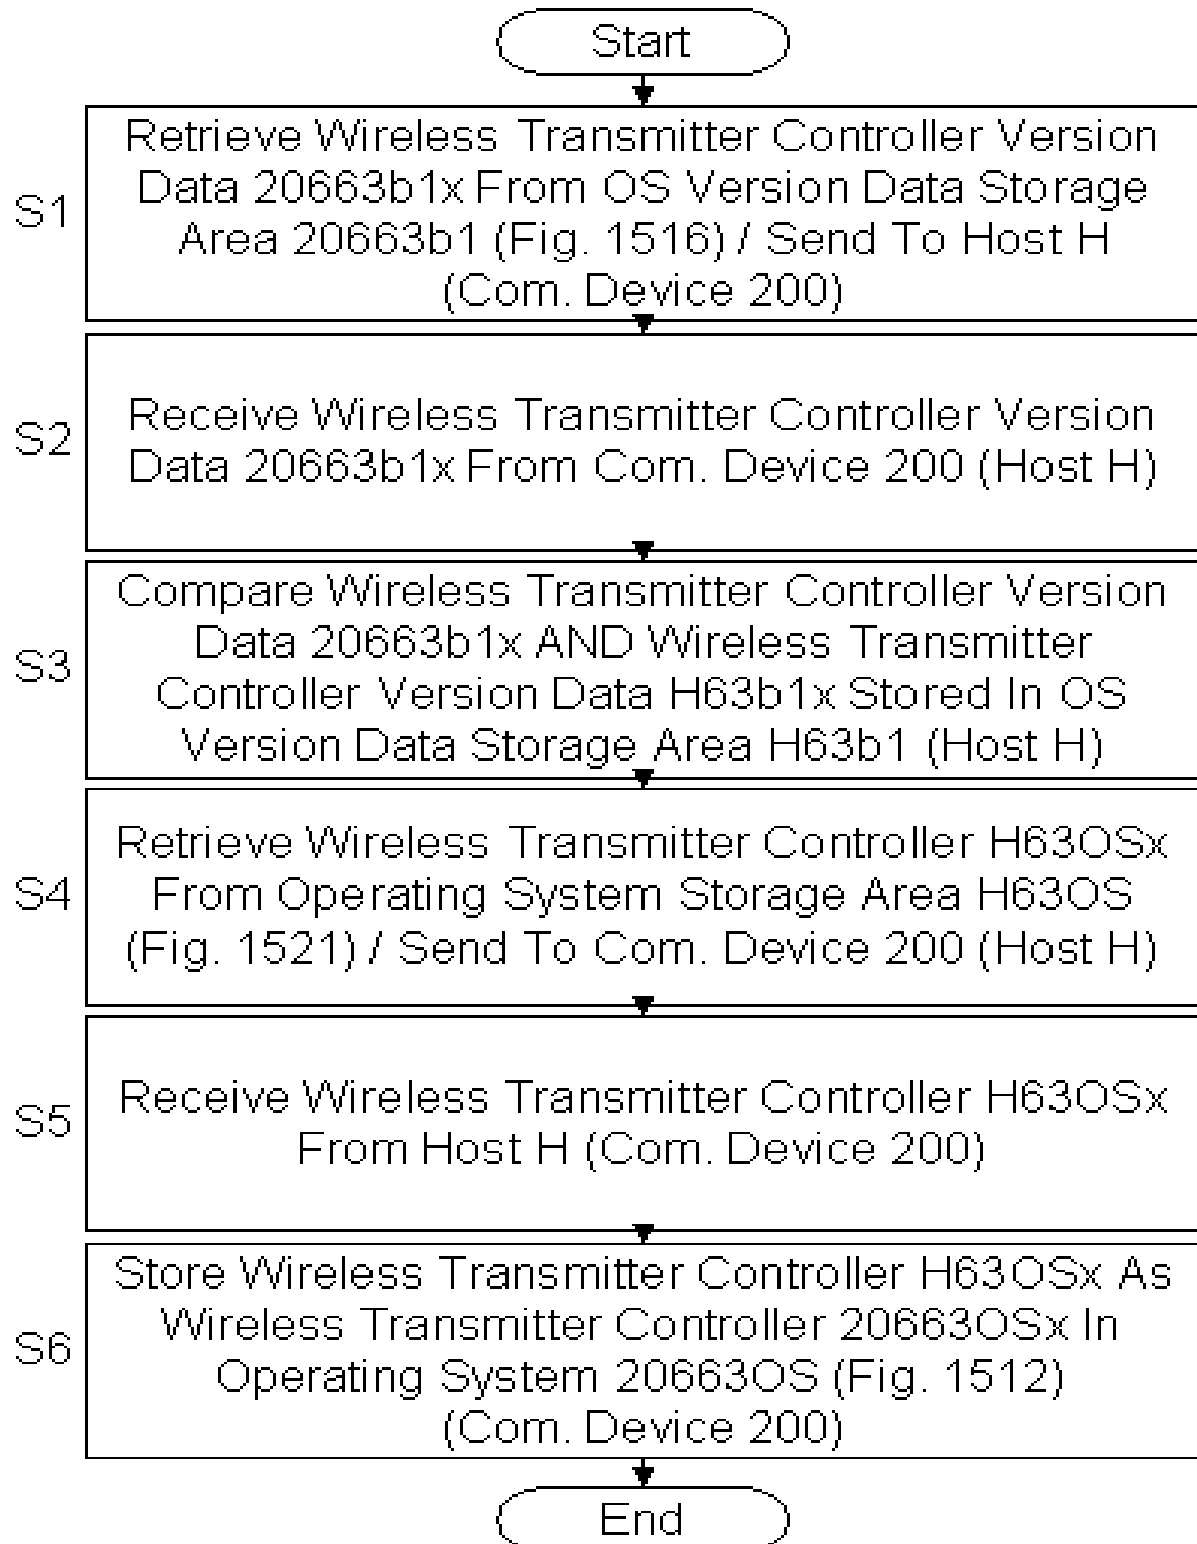 Start
S1
Retrieve Wireless Transmitter Controller Version
Data 20663b1x From OS Version Data Storage
Area 20663b1 (Fig. 1516) / Send To Host H
(Com. Device 200)
S2
Receive Wireless Transmitter Controller Version
Data 20663b1x From Com. Device 200 (Host H)
S3
Compare Wireless Transmitter Controller Version
Data 20663b1x AND Wireless Transmitter
Controller Version Data H63b1x Stored In OS
Version Data Storage Area H63b1 (Host H)
S4
Retrieve Wireless Transmitter Controller H63OSx
From Operating System Storage Area H63OS
(Fig. 1521) / Send To Com. Device 200 (Host H)
S5
Receive Wireless Transmitter Controller H63OSx
From Host H (Com. Device 200)
S6
Store Wireless Transmitter Controller H63OSx As
Wireless Transmitter Controller 20663OSx In
Operating System 20663OS (Fig. 1512)
(Com. Device 200)
End